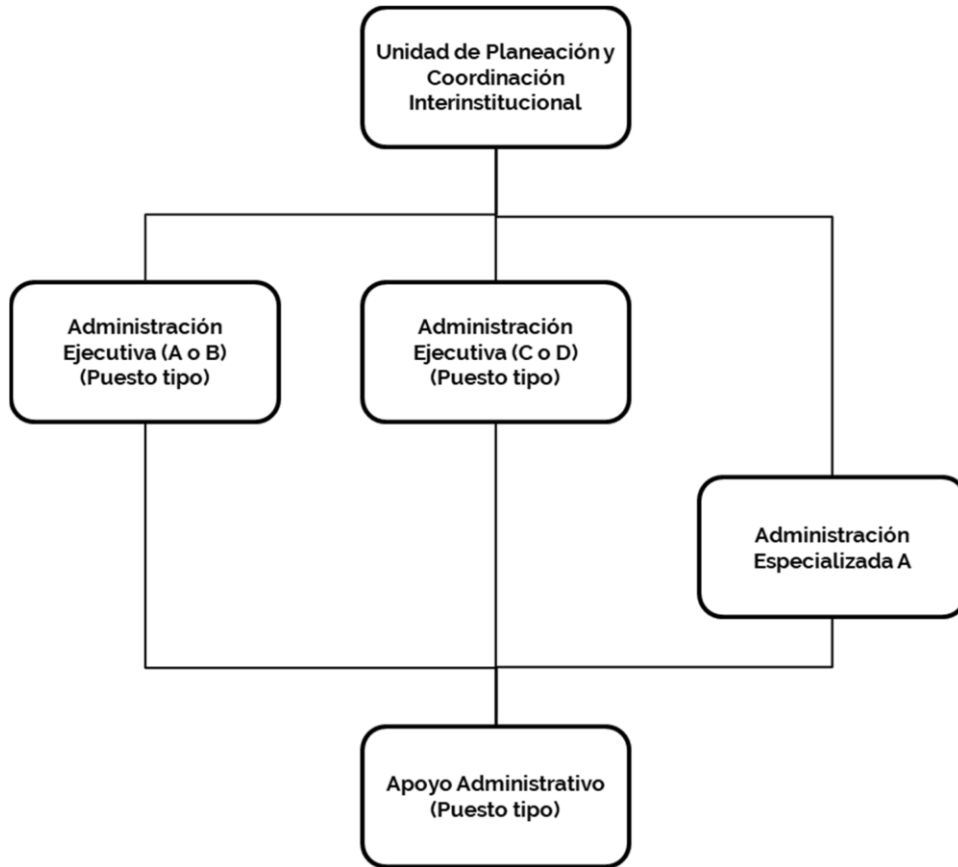 Unidad de Planeación y
Coordinación
Interinstitucional
Administración
Ejecutiva (A o B)
(Puesto tipo)
Administración
Ejecutiva (C o D)
(Puesto tipo)
Administración
Especializada A
Apoyo Administrativo
(Puesto tipo)